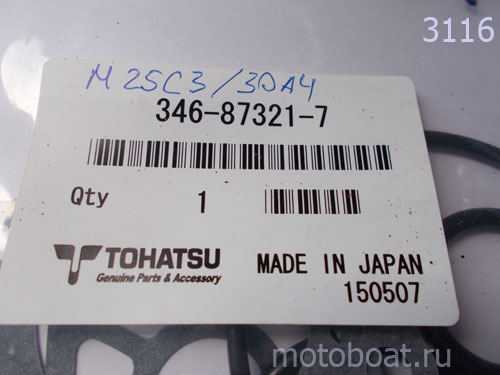 3116
M25C3/30A4
346-87321-7
Qty 1
TOHATSU
Genuine Parts & Accessory
MADE IN JAPAN
150507
motoboat.ru